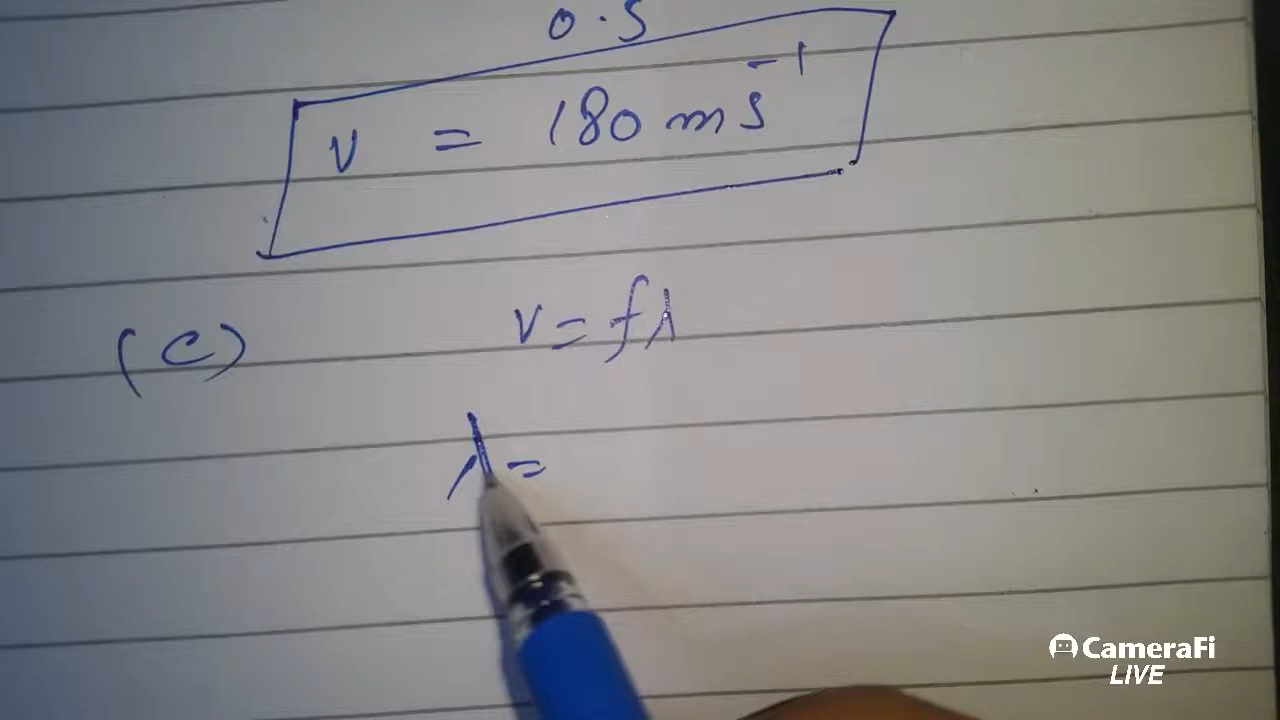 0.5
v = 180 ms⁻¹
(c) v = fλ
λ =
CameraFi
LIVE